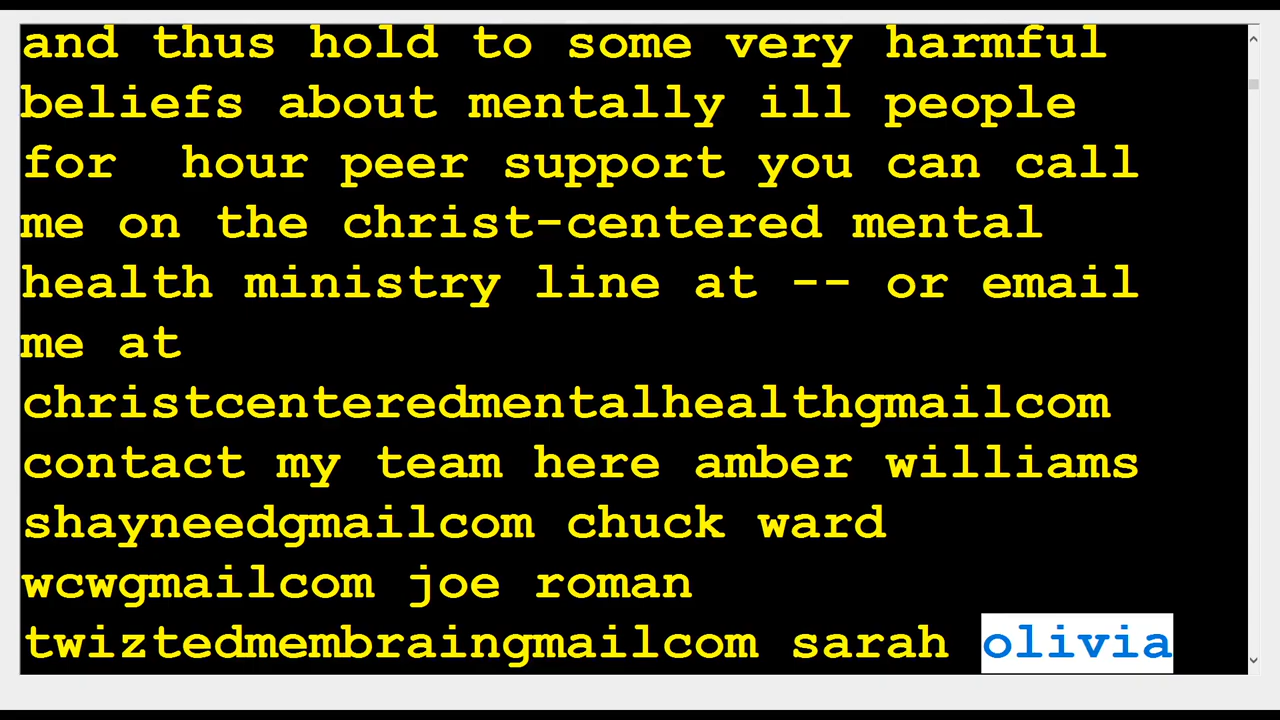 and thus hold to some very harmful
beliefs about mentally ill people
for  hour peer support you can call
me on the christ-centered mental
health ministry line at -- or email
me at
christcenteredmentalhealthgmailcom
contact my team here amber williams
shayneedgmailcom chuck ward
wcwgmailcom joe roman
twiztedmembraingmailcom sarah olivia